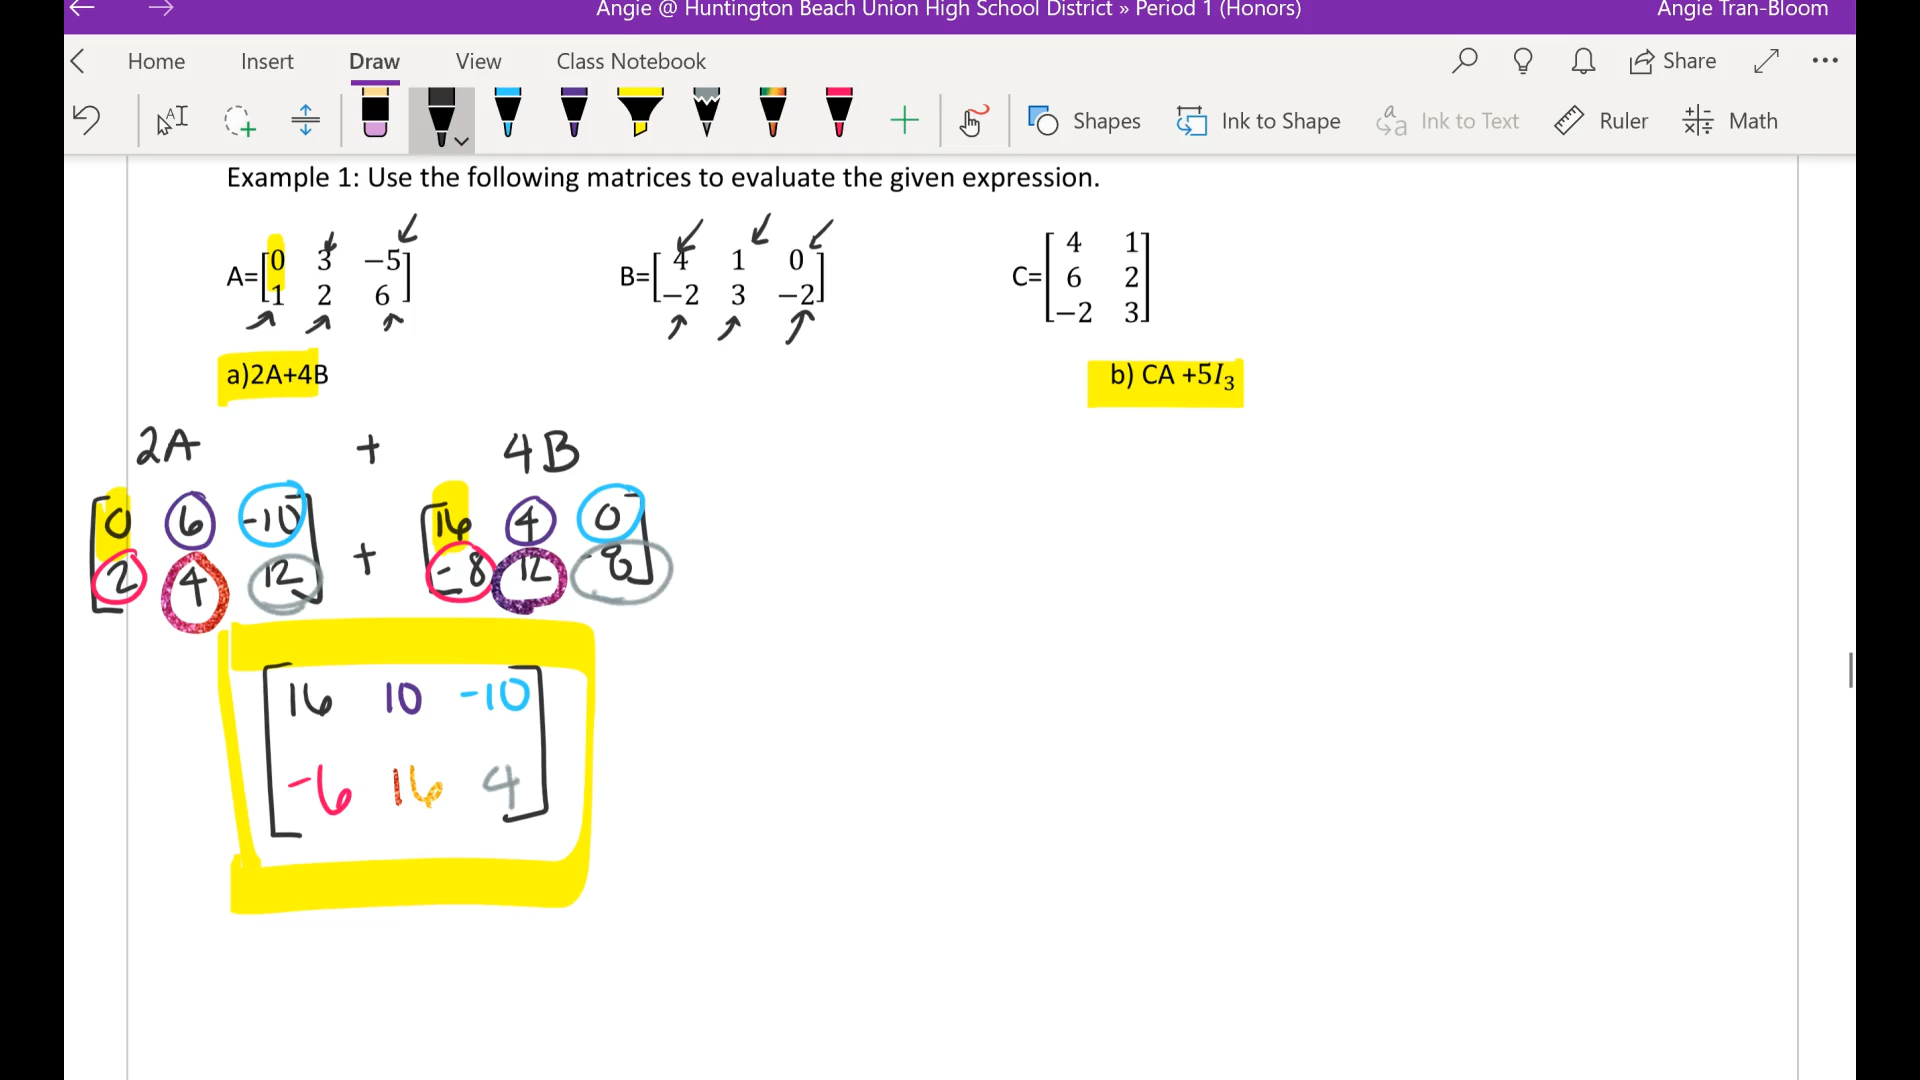 Angie @ Huntington Beach Union High School District » Period 1 (Honors) Angie Tran-Bloom
Home Insert Draw View Class Notebook Share
Shapes Ink to Shape Ink to Text Ruler Math
Example 1: Use the following matrices to evaluate the given expression.
A=[0 3 −5
1 2 6]
B=[4 1 0
−2 3 −2]
C=[4 1
6 2
−2 3]
a)2A+4B
b) CA +5I₃
2A + 4B
[0 6 -10
2 4 12]
+
[16 4 0
-8 12 -8]
[16 10 -10
-6 16 4]